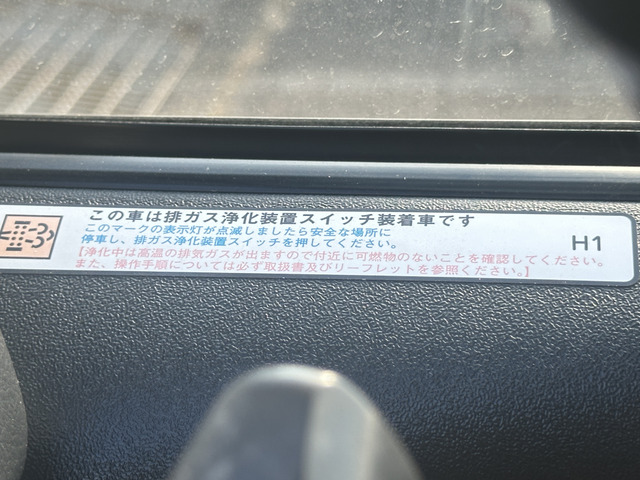 この車は排ガス浄化装置スイッチ装着車です
このマークの表示灯が点滅しましたら安全な場所に
停車し、排ガス浄化装置スイッチを押してください。
【浄化中は高温の排気ガスが出ますので付近に可燃物のないことを確認してください。
また、操作手順については必ず取扱書及びリーフレットを参照ください。】
H1